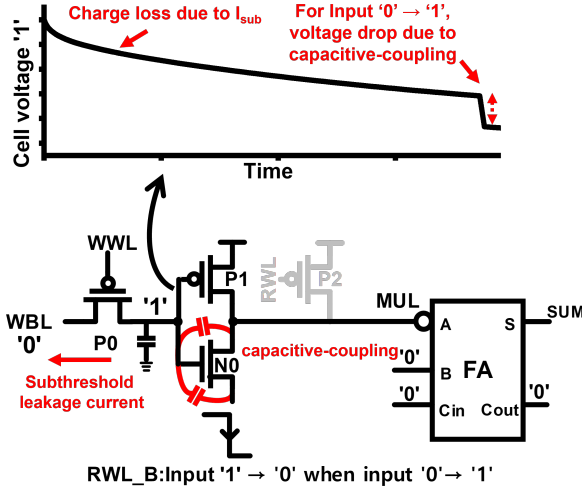 Cell voltage '1'
Charge loss due to Isub
For Input ‘0’ → ‘1’,
voltage drop due to
capacitive-coupling
Time
WWL
WBL
'0'
P0
'1'
P1
RWL
P2
N0
capacitive-coupling
Subthreshold
leakage current
MUL
A
S
SUM
'0'
B
FA
'0'
Cin
Cout
'0'
RWL_B:Input '1' → '0' when input '0'→ '1'